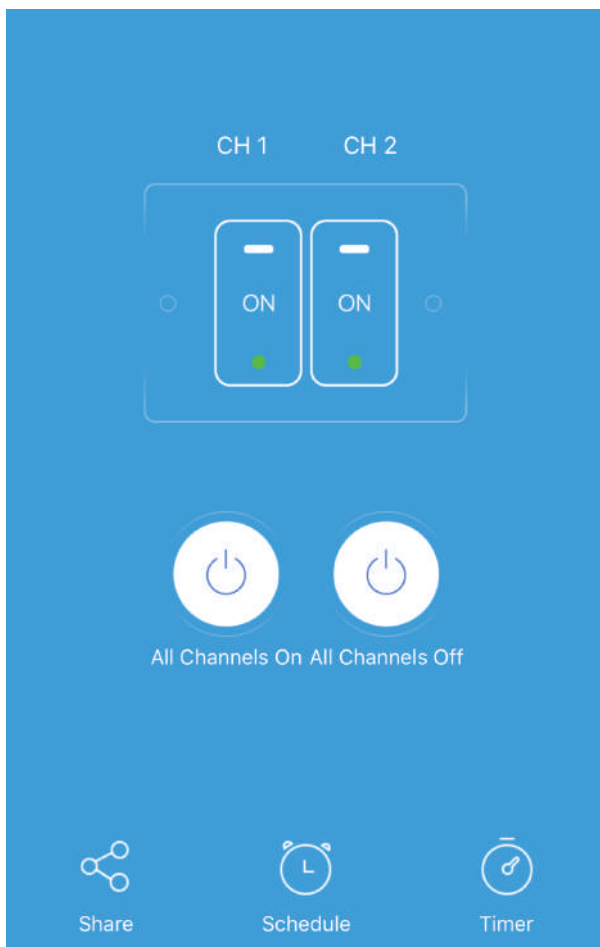 CH 1 CH 2
ON ON
All Channels On All Channels Off
Share Schedule Timer